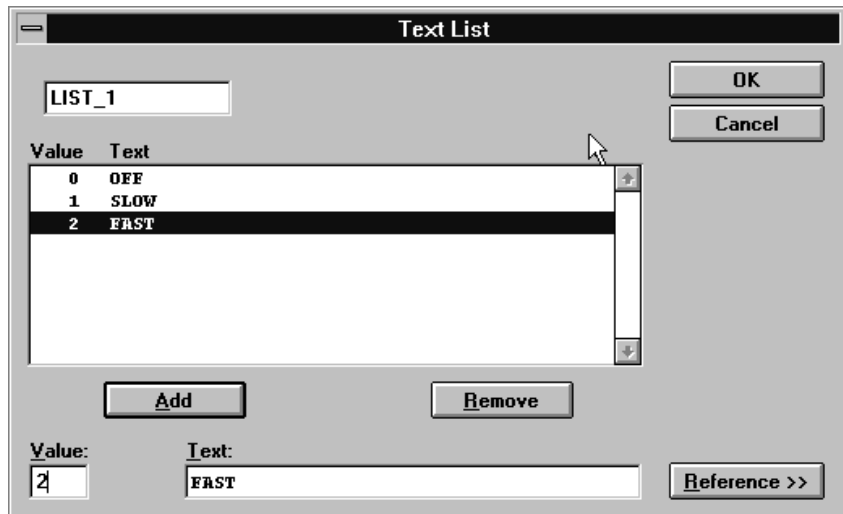 Text List
LIST_1
OK
Cancel
Value Text
0 OFF
1 SLOW
2 FAST
Add Remove
Value: Text:
2 FAST Reference >>